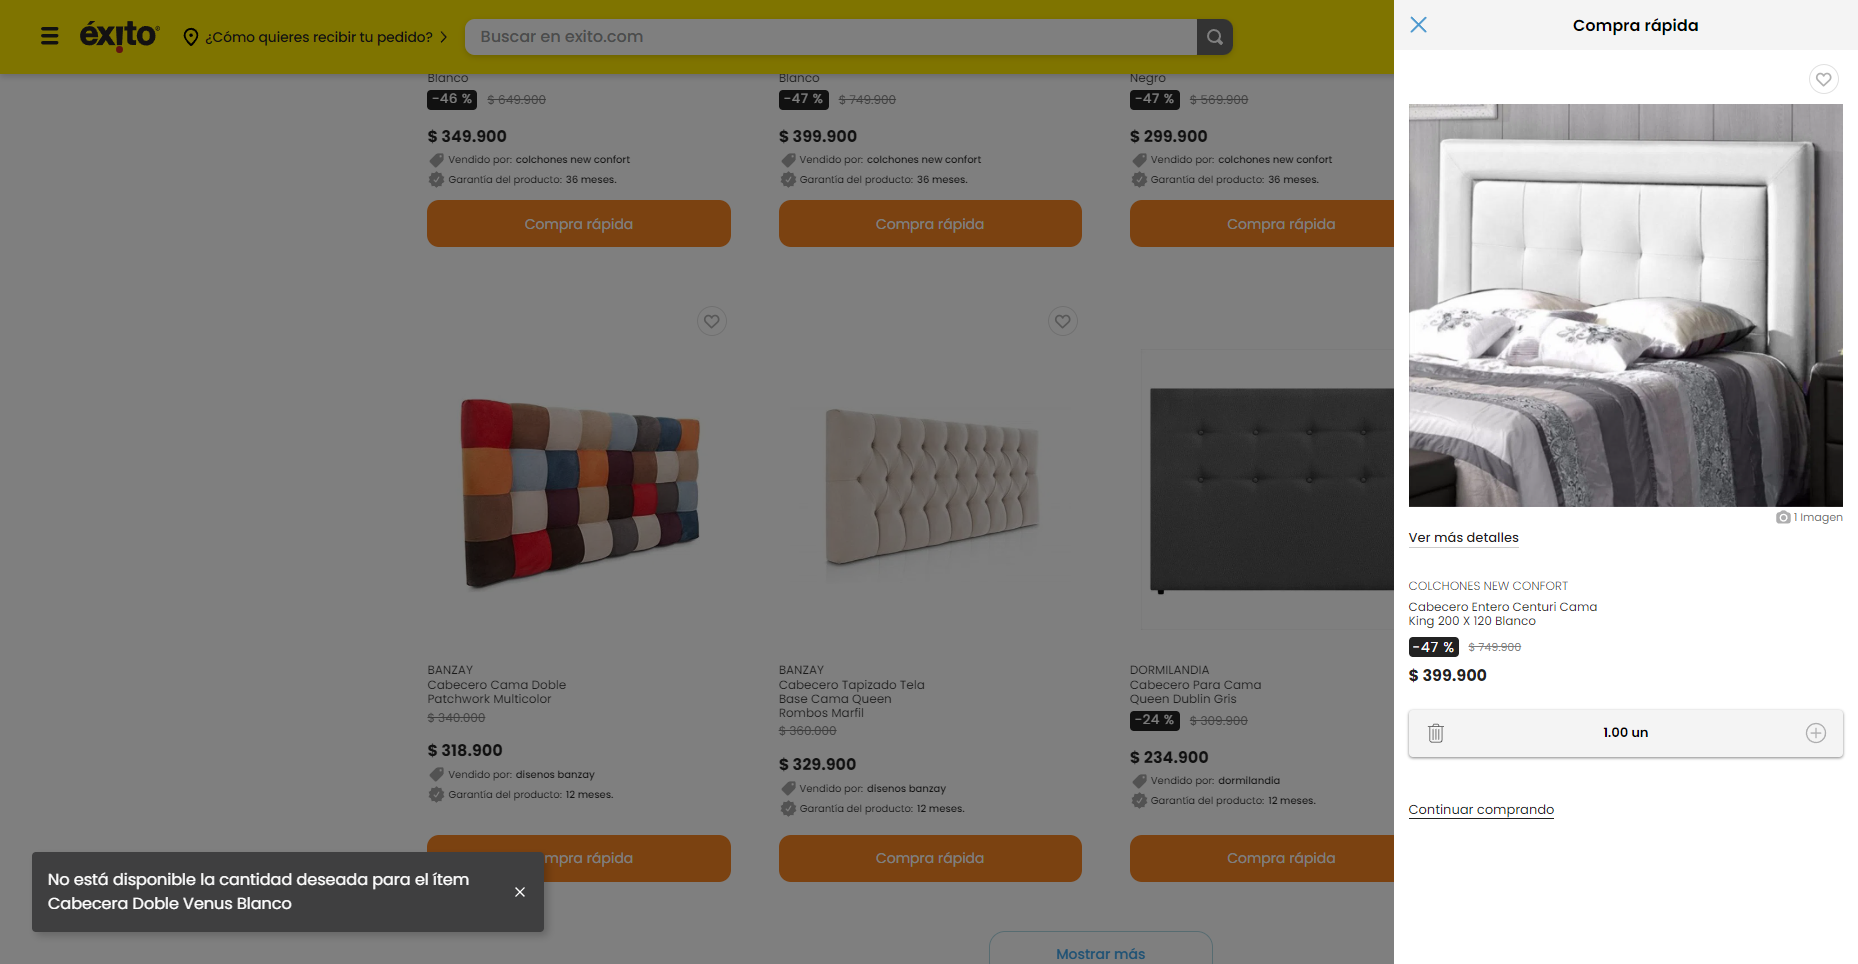 éxito
¿Cómo quieres recibir tu pedido?
Buscar en exito.com
Blanco
-46 % $ 649.900
$ 349.900
Vendido por: colchones new confort
Garantía del producto: 36 meses.
Compra rápida
Blanco
-47 % $ 749.900
$ 399.900
Vendido por: colchones new confort
Garantía del producto: 36 meses.
Compra rápida
Negro
-47 % $ 569.900
$ 299.900
Vendido por: colchones new confort
Garantía del producto: 36 meses.
Compra rápida
BANZAY
Cabecero Cama Doble
Patchwork Multicolor
$ 340.000
$ 318.900
Vendido por: disenos banzay
Garantía del producto: 12 meses.
mpra rápida
BANZAY
Cabecero Tapizado Tela
Base Cama Queen
Rombos Marfil
$ 360.000
$ 329.900
Vendido por: disenos banzay
Garantía del producto: 12 meses.
Compra rápida
DORMILANDIA
Cabecero Para Cama
Queen Dublin Gris
-24 % $ 309.900
$ 234.900
Vendido por: dormilandia
Garantía del producto: 12 meses.
Compra rápida
No está disponible la cantidad deseada para el ítem
Cabecera Doble Venus Blanco
Mostrar más
Compra rápida
1 Imagen
Ver más detalles
COLCHONES NEW CONFORT
Cabecero Entero Centuri Cama
King 200 X 120 Blanco
-47 % $ 749.900
$ 399.900
1.00 un
Continuar comprando